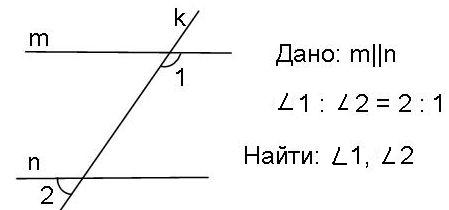 k
m
1
Дано: m||n
∠1 : ∠2 = 2 : 1
Найти: ∠1, ∠2
n
2